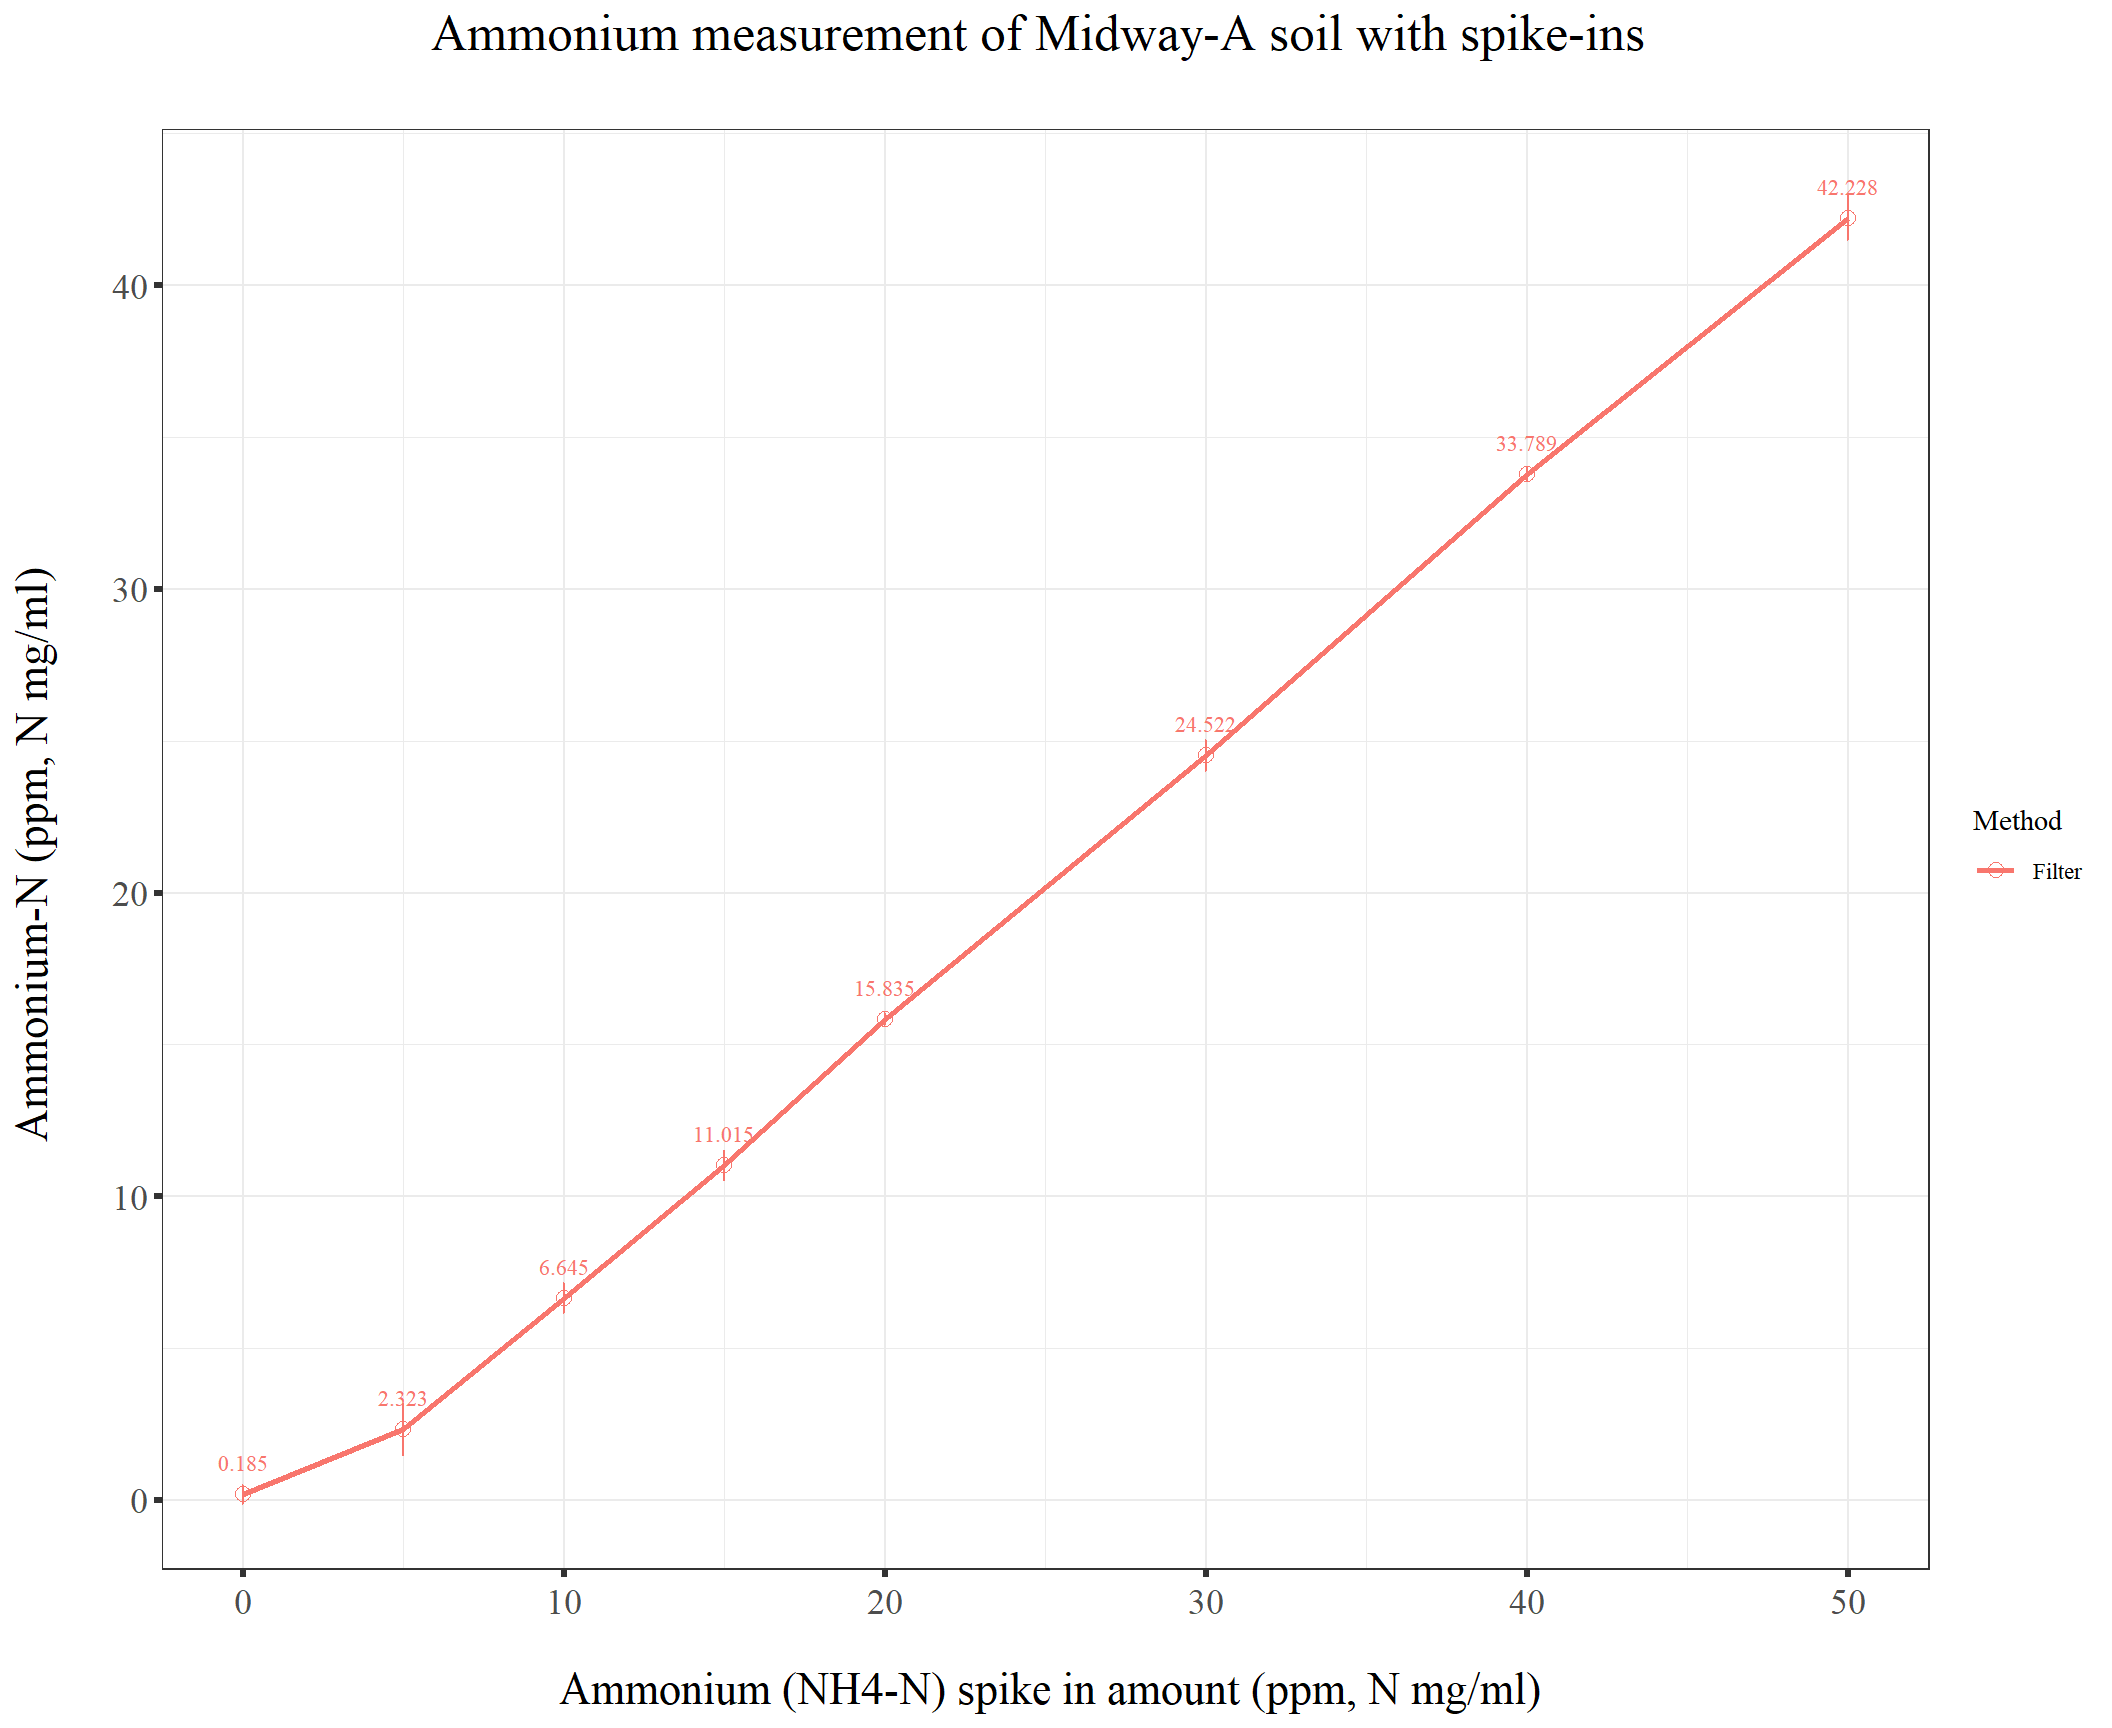 Ammonium measurement of Midway-A soil with spike-ins
Ammonium-N (ppm, N mg/ml)
40
30
20
10
0
42.228
33.789
24.522
15.835
11.015
6.645
2.323
0.185
0 10 20 30 40 50
Ammonium (NH4-N) spike in amount (ppm, N mg/ml)
Method
Filter